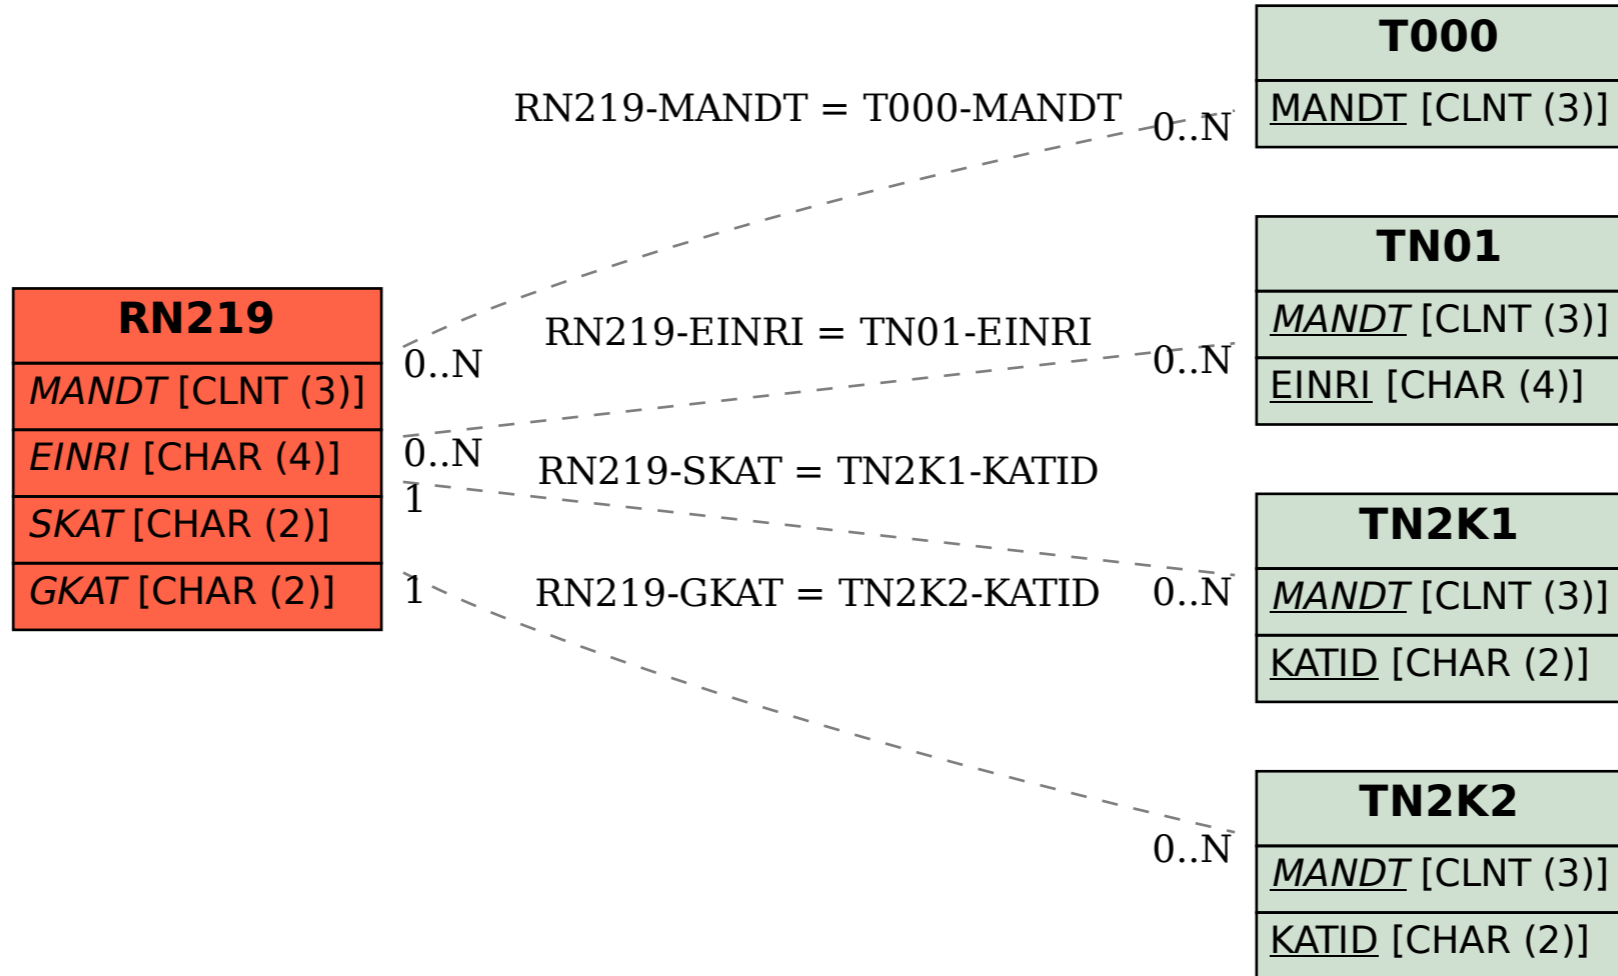 RN219
MANDT [CLNT (3)]
EINRI [CHAR (4)]
SKAT [CHAR (2)]
GKAT [CHAR (2)]
RN219-MANDT = T000-MANDT
0..N
0..N
RN219-EINRI = TN01-EINRI
0..N
0..N
RN219-SKAT = TN2K1-KATID
1
0..N
RN219-GKAT = TN2K2-KATID
1
0..N
T000
MANDT [CLNT (3)]
TN01
MANDT [CLNT (3)]
EINRI [CHAR (4)]
TN2K1
MANDT [CLNT (3)]
KATID [CHAR (2)]
TN2K2
MANDT [CLNT (3)]
KATID [CHAR (2)]